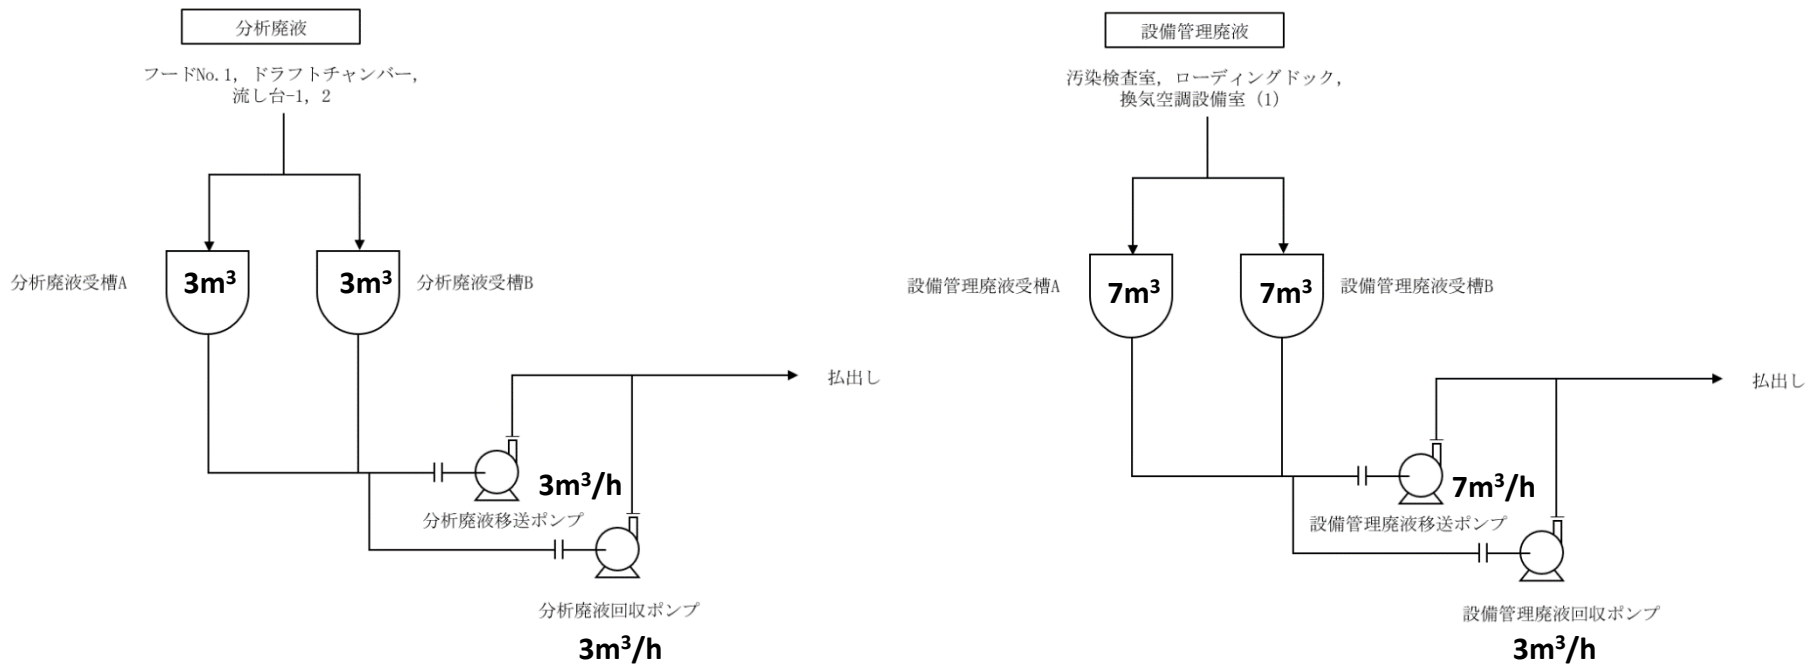 分析廃液
フードNo.1, ドラフトチャンバー,
流し台-1, 2
分析廃液受槽A
3m³
3m³
分析廃液受槽B
払出し
3m³/h
分析廃液移送ポンプ
分析廃液回収ポンプ
3m³/h
設備管理廃液
汚染検査室, ローディングドック,
換気空調設備室 (1)
設備管理廃液受槽A
7m³
7m³
設備管理廃液受槽B
払出し
7m³/h
設備管理廃液移送ポンプ
設備管理廃液回収ポンプ
3m³/h